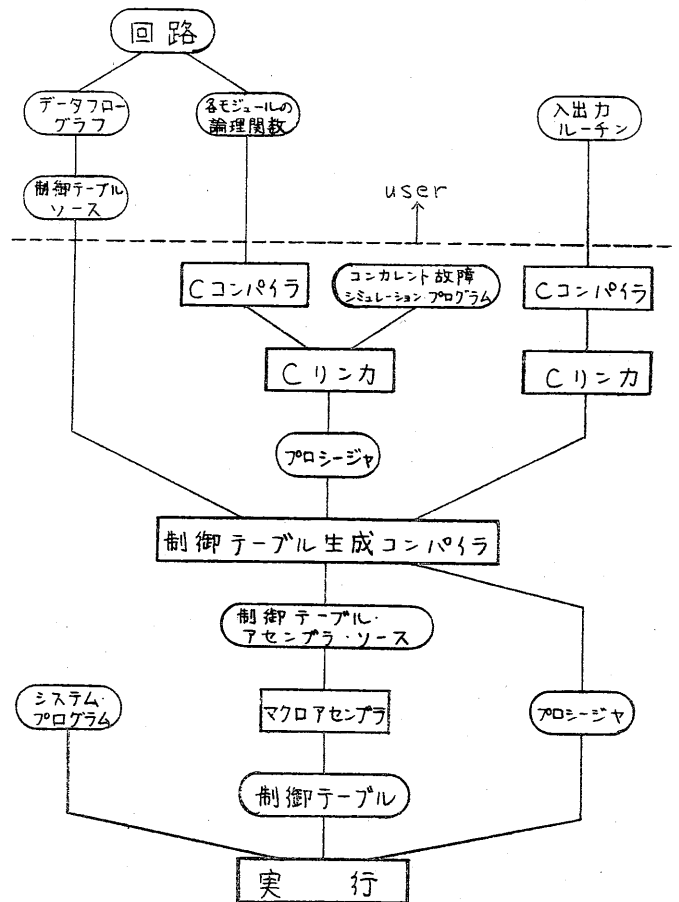 回路
データフロー
グラフ
各モジュールの
論理関数
入出力
ルーチン
制御テーブル
ソース
user
Cコンパイラ
コンカレント故障
シミュレーション・プログラム
Cコンパイラ
Cリンカ
Cリンカ
プロシージャ
制御テーブル生成コンパイラ
制御テーブル・
アセンブラ・ソース
システム・
プログラム
マクロアセンブラ
プロシージャ
制御テーブル
実行